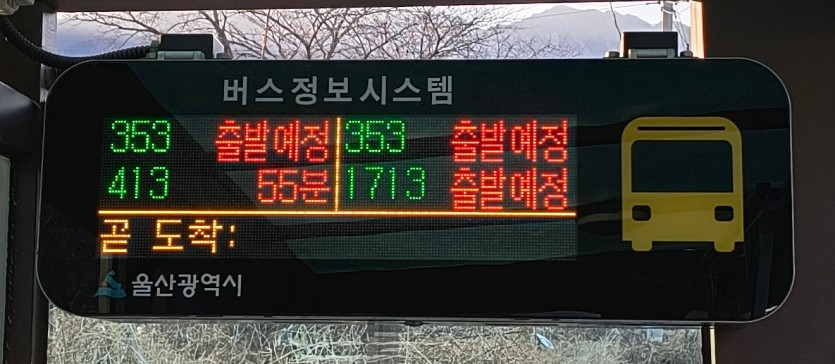 버스정보시스템
353 출발예정 353 출발예정
413 55분 1713 출발예정
곧 도착:
울산광역시